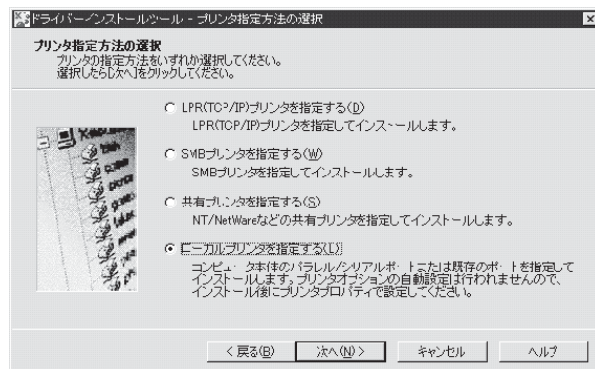 ドライバーインストールツール - プリンタ指定方法の選択
プリンタ指定方法の選択
プリンタの指定方法をいずれか選択してください。
選択したら[次へ]をクリックしてください。
LPR(TCP/IP)プリンタを指定する(D)
LPR(TCP/IP)プリンタを指定してインストールします。
SMBプリンタを指定する(W)
SMBプリンタを指定してインストールします。
共有プリンタを指定する(S)
NT/NetWareなどの共有プリンタを指定してインストールします。
ローカルプリンタを指定する(L)
コンピュータ本体のパラレル/シリアルポートまたは既存のポートを指定して
インストールします。プリンタオプションの自動設定は行われませんので、
インストール後にプリンタプロパティで設定してください。
< 戻る(B)
次へ(N) >
キャンセル
ヘルプ